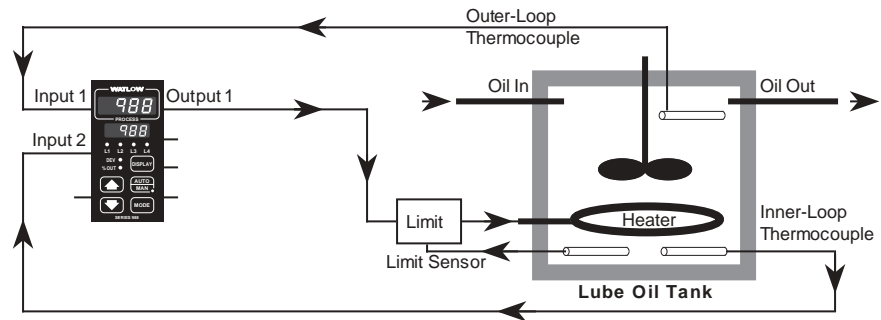 Outer-Loop
Thermocouple
Oil In
Oil Out
Input 1
WATLOW
Output 1
988
PROCESS
988
Input 2
L1 L2 L3 L4
DEV
% OUT
DISPLAY
AUTO
MAN
MODE
SERIES 988
Limit
Heater
Inner-Loop
Thermocouple
Limit Sensor
Lube Oil Tank